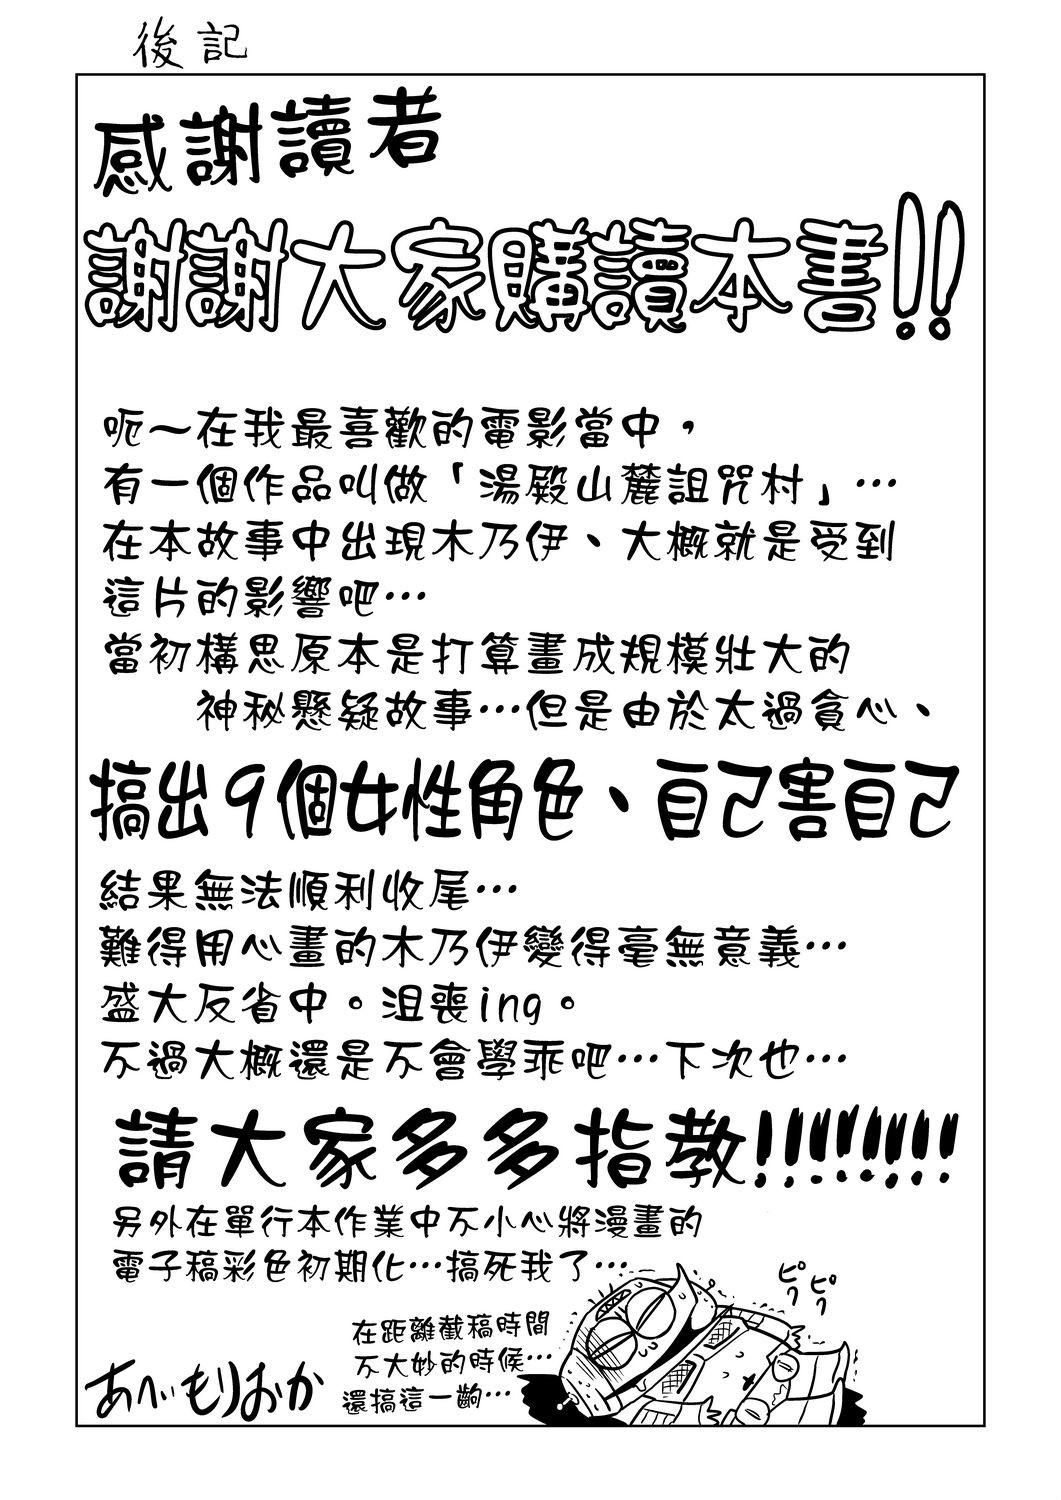 後記
感謝讀者
謝謝大家購讀本書!!
呃～在我最喜歡的電影當中，
有一個作品叫做「湯殿山麓詛咒村」…
在本故事中出現木乃伊、大概就是受到
這片的影響吧…
當初構思原本是打算畫成規模壯大的
神秘懸疑故事…但是由於太過貪心、
搞出9個女性角色、自己害自己
結果無法順利收尾…
難得用心畫的木乃伊變得毫無意義…
盛大反省中。沮喪ing。
不過大概還是不會學乖吧…下次也…
請大家多多指教!!!!!!!!!
另外在單行本作業中不小心將漫畫的
電子稿彩色初期化…搞死我了…
在距離截稿時間
不大妙的時候…
還搞這一齣…
ピク
ピク
あべもりおか